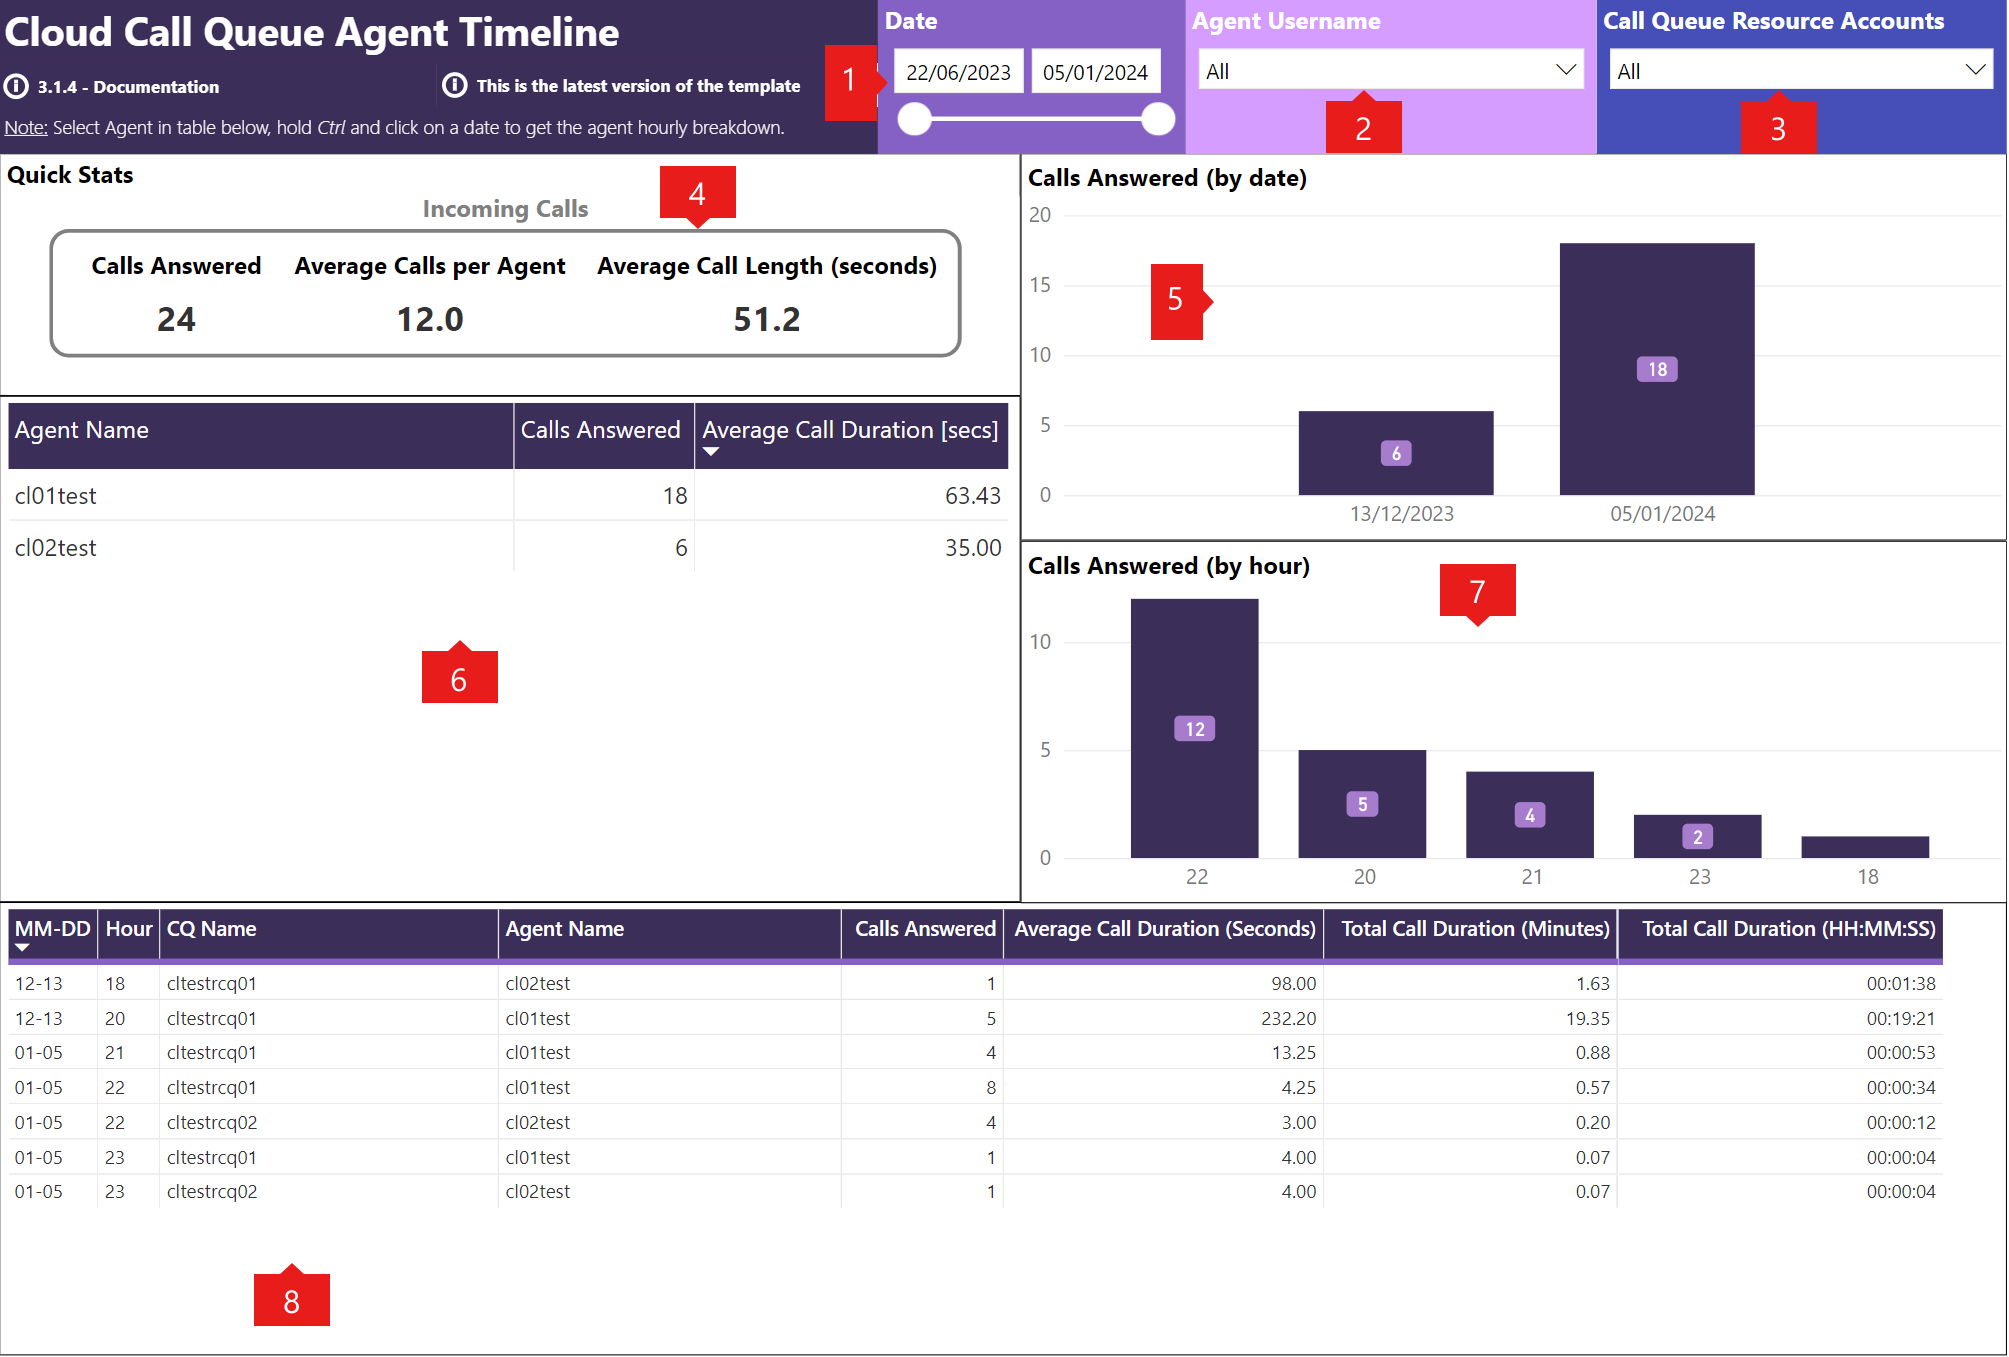 Cloud Call Queue Agent Timeline
3.1.4 - Documentation
This is the latest version of the template
Note: Select Agent in table below, hold Ctrl and click on a date to get the agent hourly breakdown.
1
Date
22/06/2023 05/01/2024
Agent Username
All
2
Call Queue Resource Accounts
All
3
Quick Stats
4
Incoming Calls
Calls Answered Average Calls per Agent Average Call Length (seconds)
24 12.0 51.2
Calls Answered (by date)
20
15
10
5
0
5
6
18
13/12/2023 05/01/2024
Agent Name Calls Answered Average Call Duration [secs]
cl01test 18 63.43
cl02test 6 35.00
6
Calls Answered (by hour)
7
10
5
0
12
5
4
2
22 20 21 23 18
MM-DD Hour CQ Name Agent Name Calls Answered Average Call Duration (Seconds) Total Call Duration (Minutes) Total Call Duration (HH:MM:SS)
12-13 18 cltestrcq01 cl02test 1 98.00 1.63 00:01:38
12-13 20 cltestrcq01 cl01test 5 232.20 19.35 00:19:21
01-05 21 cltestrcq01 cl01test 4 13.25 0.88 00:00:53
01-05 22 cltestrcq01 cl01test 8 4.25 0.57 00:00:34
01-05 22 cltestrcq02 cl02test 4 3.00 0.20 00:00:12
01-05 23 cltestrcq01 cl01test 1 4.00 0.07 00:00:04
01-05 23 cltestrcq02 cl02test 1 4.00 0.07 00:00:04
8